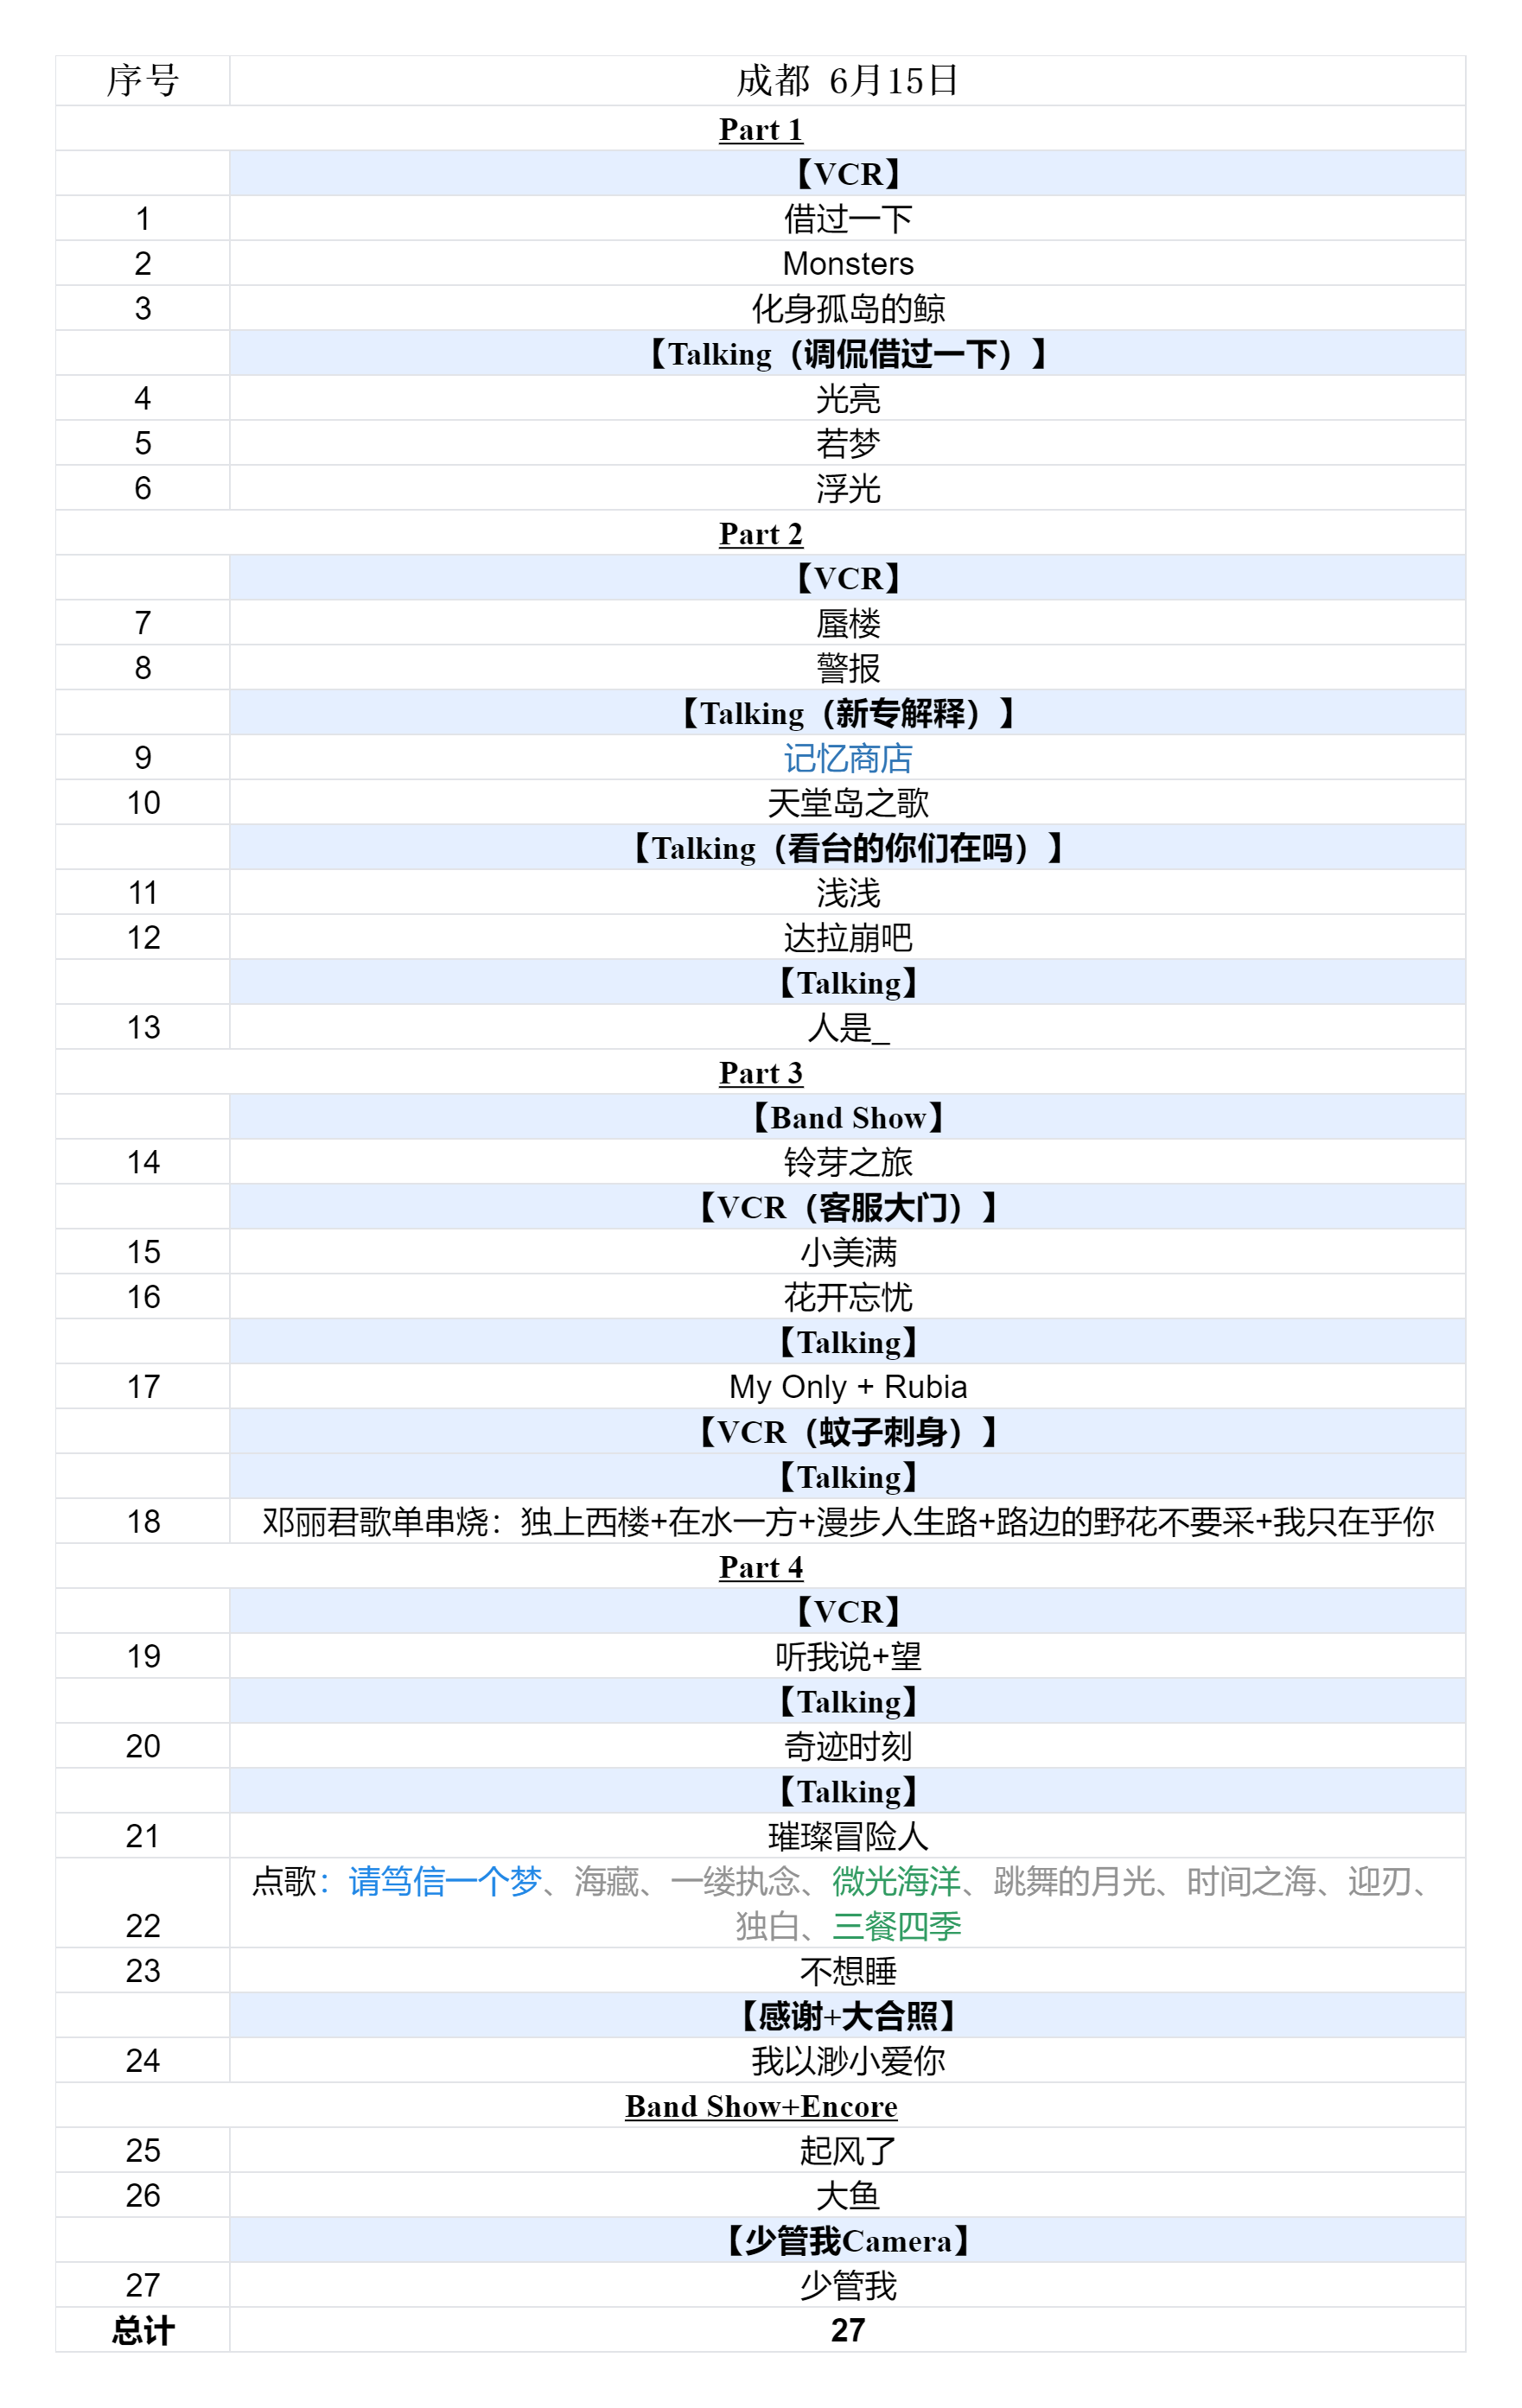 序号 成都 6月15日
Part 1
【VCR】
1 借过一下
2 Monsters
3 化身孤岛的鲸
【Talking（调侃借过一下）】
4 光亮
5 若梦
6 浮光
Part 2
【VCR】
7 蜃楼
8 警报
【Talking（新专解释）】
9 记忆商店
10 天堂岛之歌
【Talking（看台的你们在吗）】
11 浅浅
12 达拉崩吧
【Talking】
13 人是_
Part 3
【Band Show】
14 铃芽之旅
【VCR（客服大门）】
15 小美满
16 花开忘忧
【Talking】
17 My Only + Rubia
【VCR（蚊子刺身）】
【Talking】
18 邓丽君歌单串烧：独上西楼+在水一方+漫步人生路+路边的野花不要采+我只在乎你
Part 4
【VCR】
19 听我说+望
【Talking】
20 奇迹时刻
【Talking】
21 璀璨冒险人
点歌：请笃信一个梦、海藏、一缕执念、微光海洋、跳舞的月光、时间之海、迎刃、
22 独白、三餐四季
23 不想睡
【感谢+大合照】
24 我以渺小爱你
Band Show+Encore
25 起风了
26 大鱼
【少管我Camera】
27 少管我
总计 27